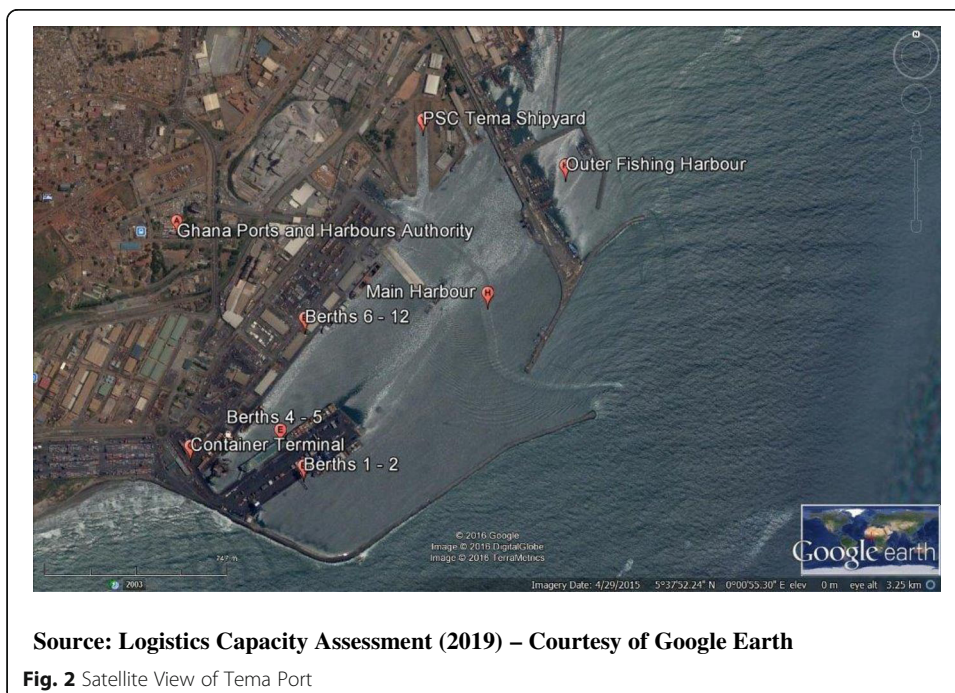 N
PSC Tema Shipyard
Outer Fishing Harbour
A
Ghana Ports and Harbours Authority
Main Harbour
H
Berths 6 - 12
Berths 4 - 5
E
Container Terminal
Berths 1 - 2
747 m
2003
© 2016 Google
Image © 2016 DigitalGlobe
Image © 2016 TerraMetrics
Google earth
Imagery Date: 4/29/2015 5°37'52.24" N 0°00'55.30" E elev 0 m eye alt 3.25 km
Source: Logistics Capacity Assessment (2019) – Courtesy of Google Earth
Fig. 2 Satellite View of Tema Port